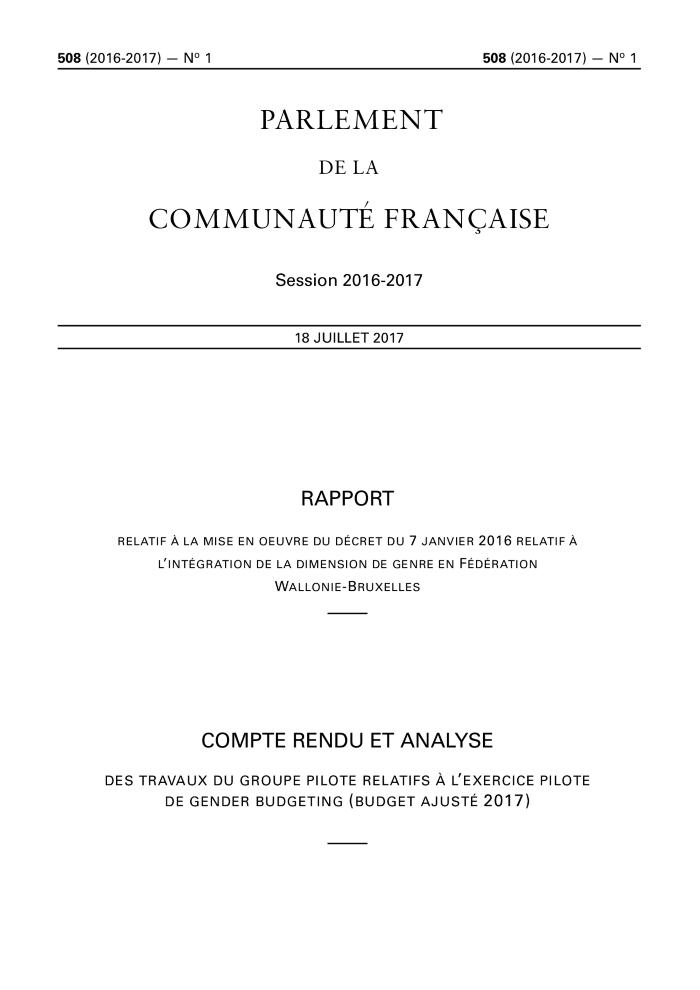 508 (2016-2017) — Nº 1 508 (2016-2017) — Nº 1
PARLEMENT
DE LA
COMMUNAUTÉ FRANÇAISE
Session 2016-2017
18 JUILLET 2017
RAPPORT
RELATIF À LA MISE EN OEUVRE DU DÉCRET DU 7 JANVIER 2016 RELATIF À
L'INTÉGRATION DE LA DIMENSION DE GENRE EN FÉDÉRATION
WALLONIE-BRUXELLES
COMPTE RENDU ET ANALYSE
DES TRAVAUX DU GROUPE PILOTE RELATIFS À L'EXERCICE PILOTE
DE GENDER BUDGETING (BUDGET AJUSTÉ 2017)